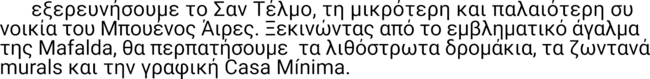 εξερευνήσουμε το Σαν Τέλμο, τη μικρότερη και παλαιότερη συ
νοικία του Μπουένος Άιρες. Ξεκινώντας από το εμβληματικό άγαλμα
της Mafalda, θα περπατήσουμε  τα λιθόστρωτα δρομάκια, τα ζωντανά
murals και την γραφική Casa Mínima.